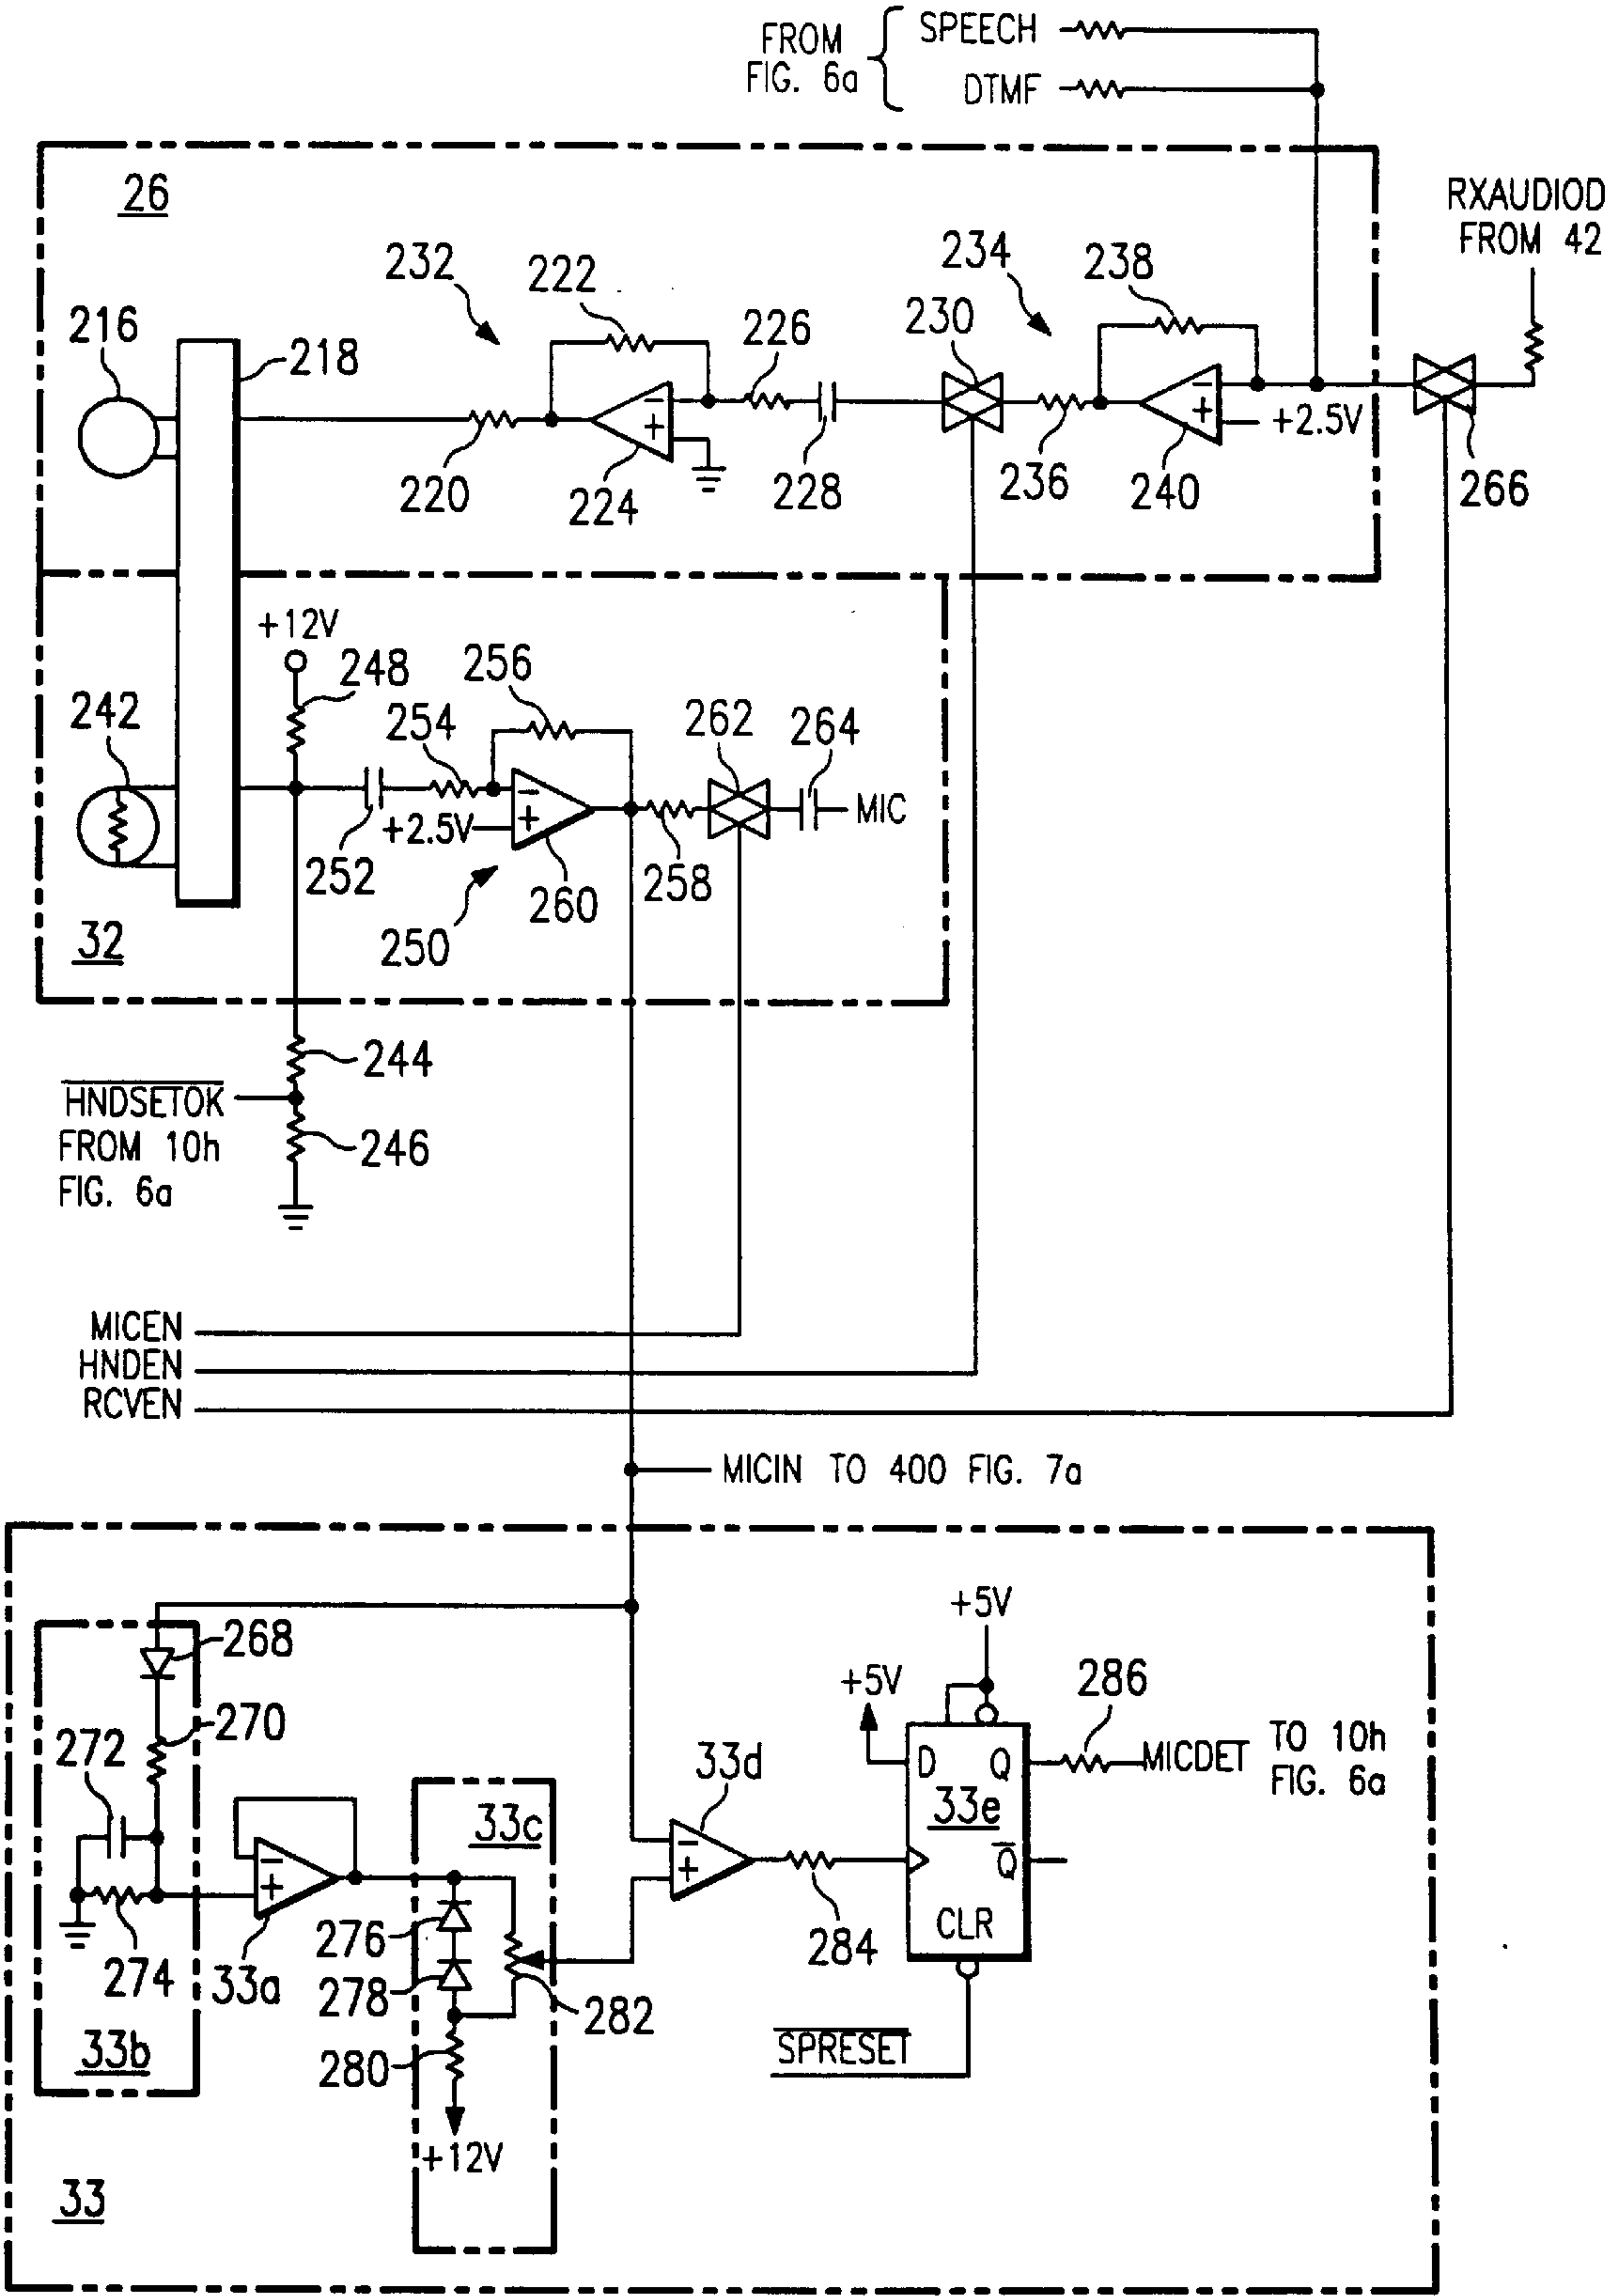 FROM
FIG. 6a
SPEECH
DTMF
26
RXAUDIOD
FROM 42
232
222
234
238
216
218
226
230
+2.5V
220
224
228
236
240
266
+12V
248
256
242
254
262
264
+2.5V
MIC
252
260
258
250
32
244
HNDSETOK
FROM 10h
FIG. 6a
246
MICEN
HNDEN
RCVEN
MICIN TO 400 FIG. 7a
268
+5V
+5V
286
270
272
33d
D Q
MICDET TO 10h
FIG. 6a
33e
33c
Q
276
CLR
284
274
33a
278
282
33b
280
SPRESET
+12V
33